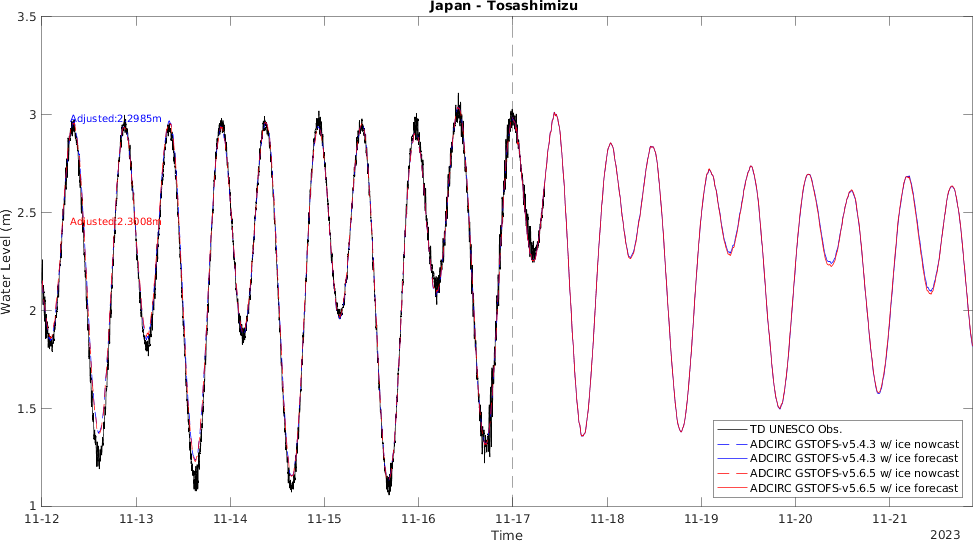 Japan - Tosashimizu
3.5
3
2.5
2
1.5
1
Water Level (m)
Adjusted:2.2985m
Adjusted:2.3008m
TD UNESCO Obs.
ADCIRC GSTOFS-v5.4.3 w/ ice nowcast
ADCIRC GSTOFS-v5.4.3 w/ ice forecast
ADCIRC GSTOFS-v5.6.5 w/ ice nowcast
ADCIRC GSTOFS-v5.6.5 w/ ice forecast
11-12 11-13 11-14 11-15 11-16 11-17 11-18 11-19 11-20 11-21
Time
2023